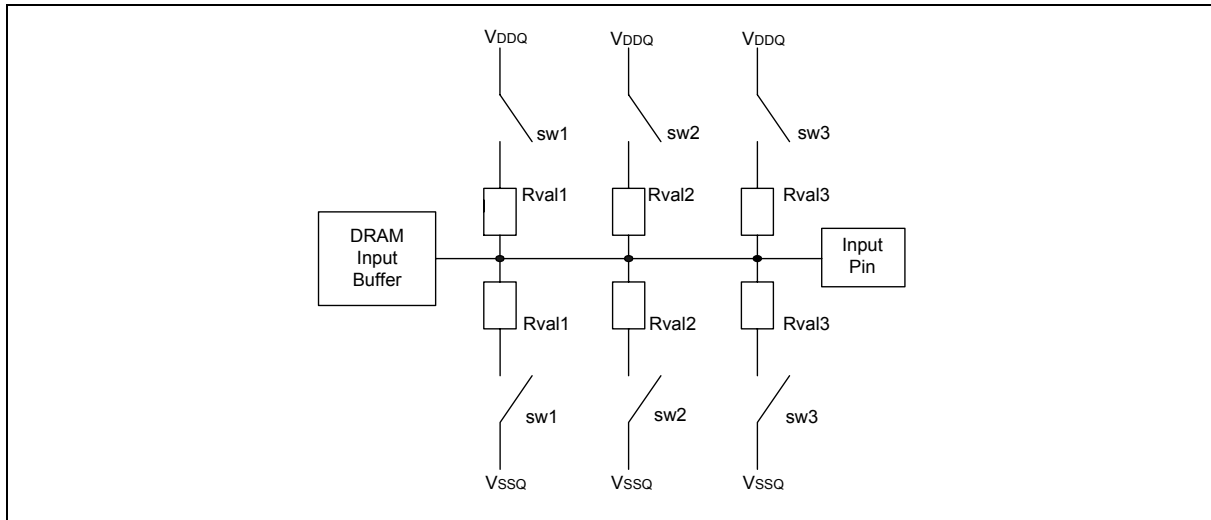 VDDQ VDDQ VDDQ
sw1 sw2 sw3
Rval1 Rval2 Rval3
DRAM
Input
Buffer
Input
Pin
Rval1 Rval2 Rval3
sw1 sw2 sw3
VSSQ VSSQ VSSQ